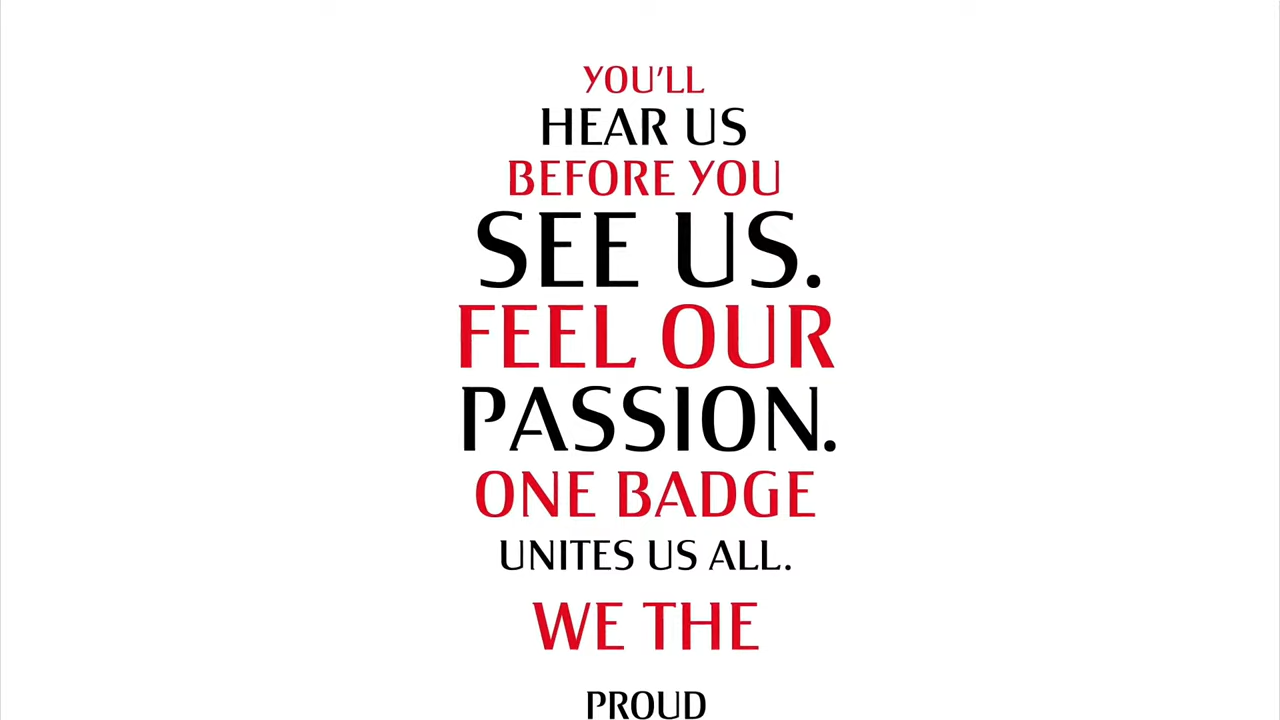 YOU'LL
HEAR US
BEFORE YOU
SEE US.
FEEL OUR
PASSION.
ONE BADGE
UNITES US ALL.
WE THE
PROUD